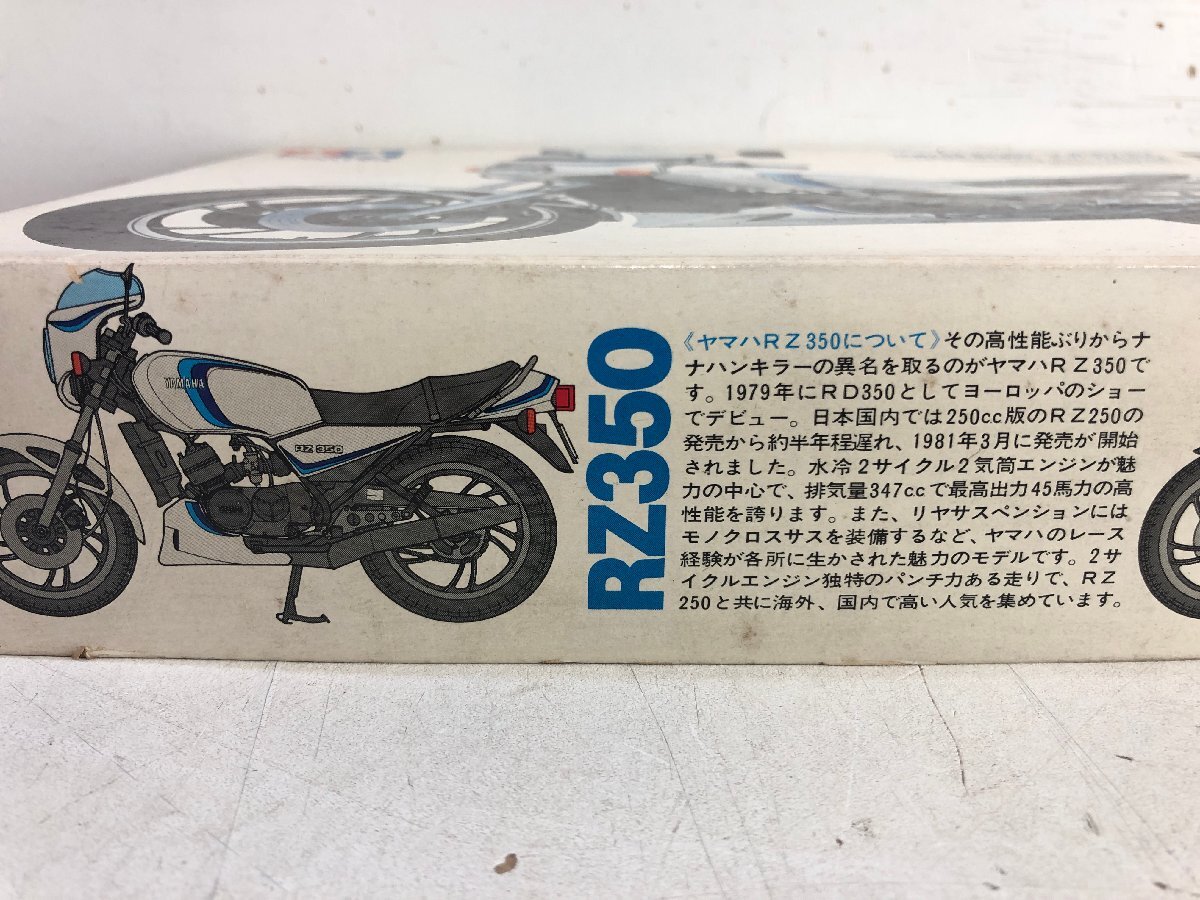 YAMAHA
RZ 350
RZ350
《ヤマハRZ350について》その高性能ぶりからナ
ナハンキラーの異名を取るのがヤマハRZ350で
す。1979年にRD350としてヨーロッパのショー
でデビュー。日本国内では250cc版のRZ250の
発売から約半年程遅れ、1981年3月に発売が開始
されました。水冷2サイクル2気筒エンジンが魅
力の中心で、排気量347ccで最高出力45馬力の高
性能を誇ります。また、リヤサスペンションには
モノクロスサスを装備するなど、ヤマハのレース
経験が各所に生かされた魅力のモデルです。2サ
イクルエンジン独特のパンチ力ある走りで、RZ
250と共に海外、国内で高い人気を集めています。